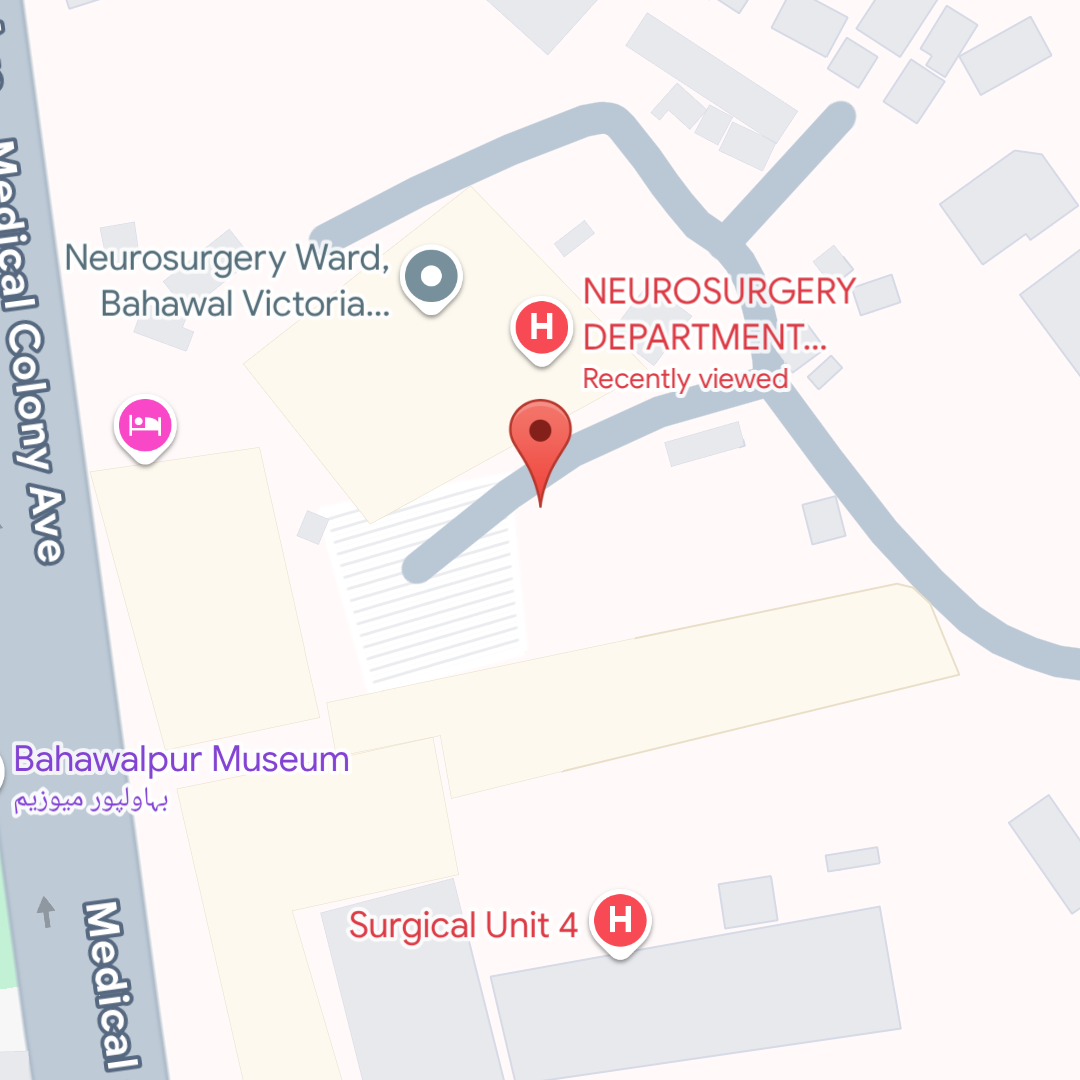 Medical Colony Ave
Neurosurgery Ward,
Bahawal Victoria...
H
NEUROSURGERY
DEPARTMENT...
Recently viewed
Bahawalpur Museum
بہاولپور میوزیم
Medical
Surgical Unit 4
H